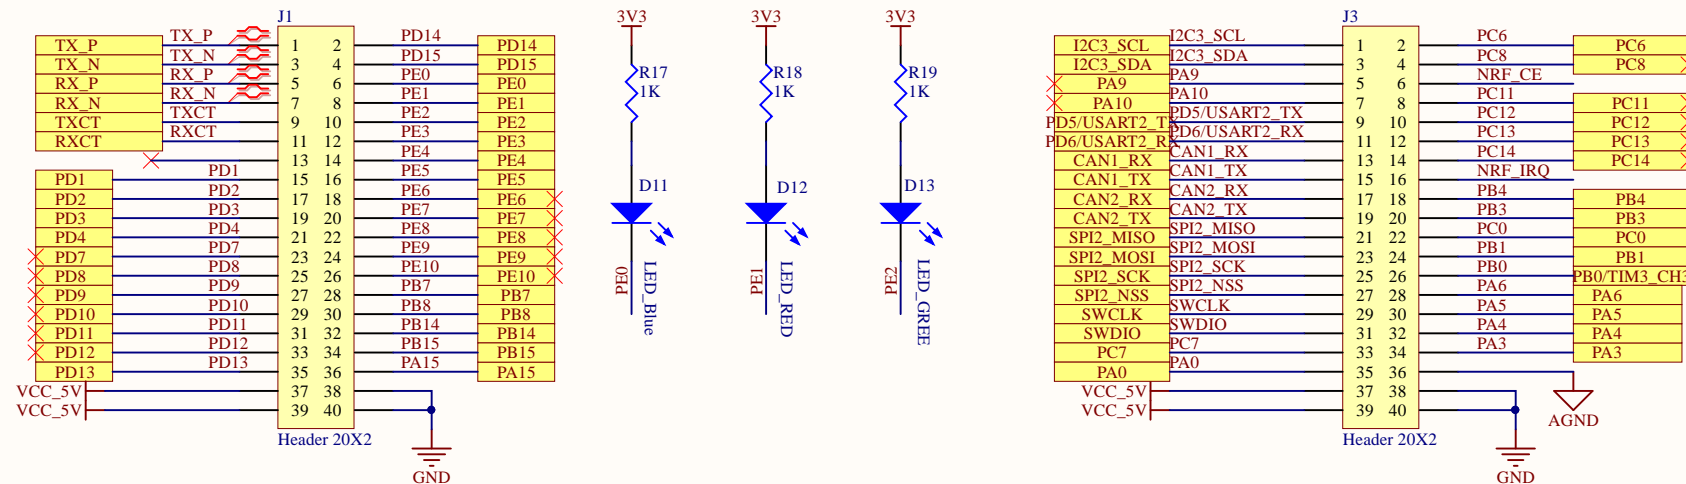 J1
TX_P TX_P 1 2 PD14 PD14
TX_N TX_N 3 4 PD15 PD15
RX_P RX_P 5 6 PE0 PE0
RX_N RX_N 7 8 PE1 PE1
TXCT TXCT 9 10 PE2 PE2
RXCT RXCT 11 12 PE3 PE3
13 14 PE4 PE4
PD1 PD1 15 16 PE5 PE5
PD2 PD2 17 18 PE6 PE6
PD3 PD3 19 20 PE7 PE7
PD4 PD4 21 22 PE8 PE8
PD7 PD7 23 24 PE9 PE9
PD8 PD8 25 26 PE10 PE10
PD9 PD9 27 28 PB7 PB7
PD10 PD10 29 30 PB8 PB8
PD11 PD11 31 32 PB14 PB14
PD12 PD12 33 34 PB15 PB15
PD13 PD13 35 36 PA15 PA15
VCC_5V 37 38
VCC_5V 39 40
Header 20X2
GND
3V3
R17
1K
D11
LED_Blue
PE0
3V3
R18
1K
D12
LED_RED
PE1
3V3
R19
1K
D13
LED_GREE
PE2
J3
I2C3_SCL I2C3_SCL 1 2 PC6 PC6
I2C3_SDA I2C3_SDA 3 4 PC8 PC8
PA9 PA9 5 6 NRF_CE
PA10 PA10 7 8 PC11 PC11
PD5/USART2_TX PD5/USART2_TX 9 10 PC12 PC12
PD6/USART2_RX PD6/USART2_RX 11 12 PC13 PC13
CAN1_RX CAN1_RX 13 14 PC14 PC14
CAN1_TX CAN1_TX 15 16 NRF_IRQ
CAN2_RX CAN2_RX 17 18 PB4 PB4
CAN2_TX CAN2_TX 19 20 PB3 PB3
SPI2_MISO SPI2_MISO 21 22 PC0 PC0
SPI2_MOSI SPI2_MOSI 23 24 PB1 PB1
SPI2_SCK SPI2_SCK 25 26 PB0 PB0/TIM3_CH3
SPI2_NSS SPI2_NSS 27 28 PA6 PA6
SWCLK SWCLK 29 30 PA5 PA5
SWDIO SWDIO 31 32 PA4 PA4
PC7 PC7 33 34 PA3 PA3
PA0 PA0 35 36
VCC_5V 37 38
VCC_5V 39 40
AGND
Header 20X2
GND